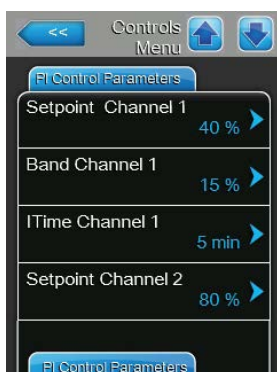 <<
Controls
Menu
PI Control Parameters
Setpoint Channel 1
40 %
Band Channel 1
15 %
ITime Channel 1
5 min
Setpoint Channel 2
80 %
PI Control Parameters